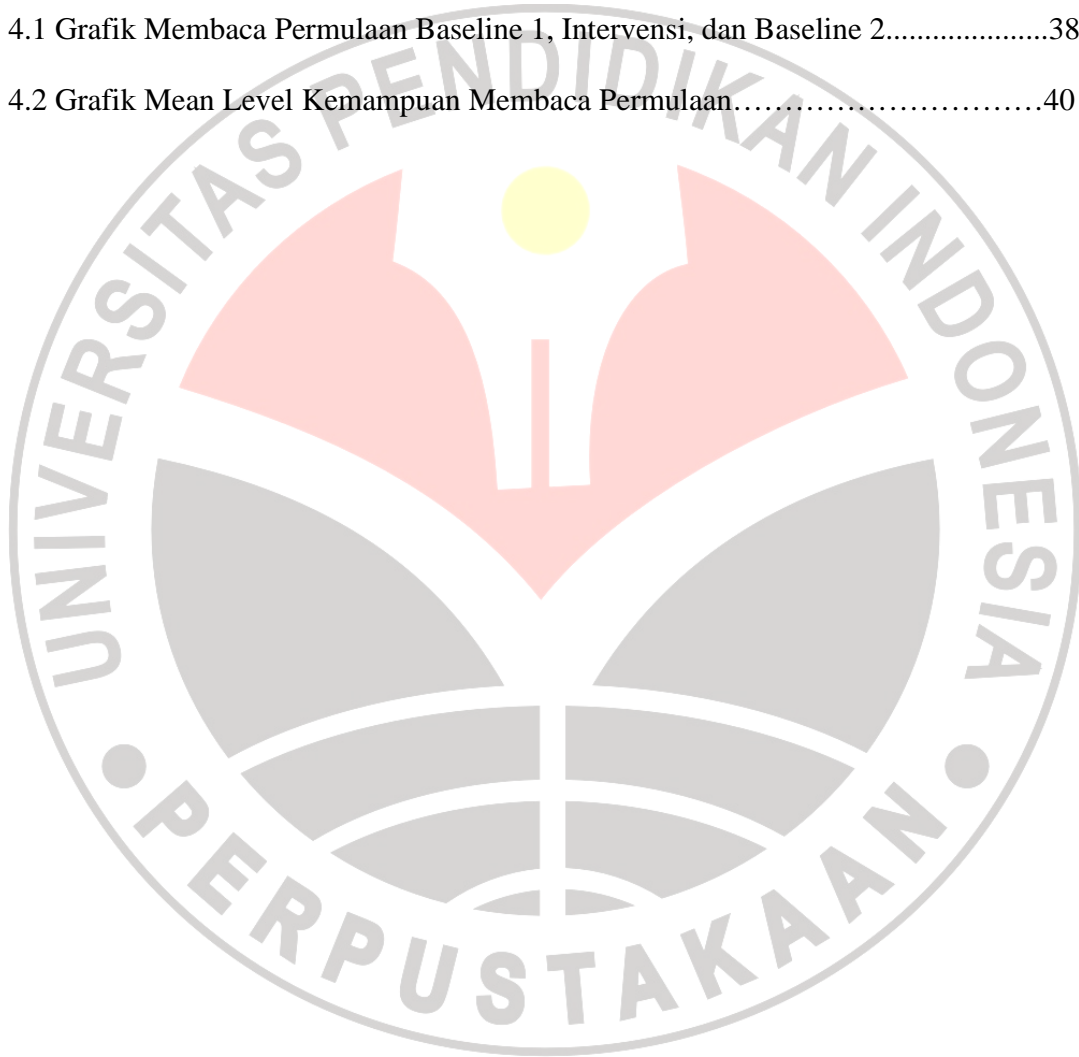 4.1 Grafik Membaca Permulaan Baseline 1, Intervensi, dan Baseline 2.....................38
4.2 Grafik Mean Level Kemampuan Membaca Permulaan…………………………40
UNIVERSITAS PENDIDIKAN INDONESIA
PERPUSTAKAAN